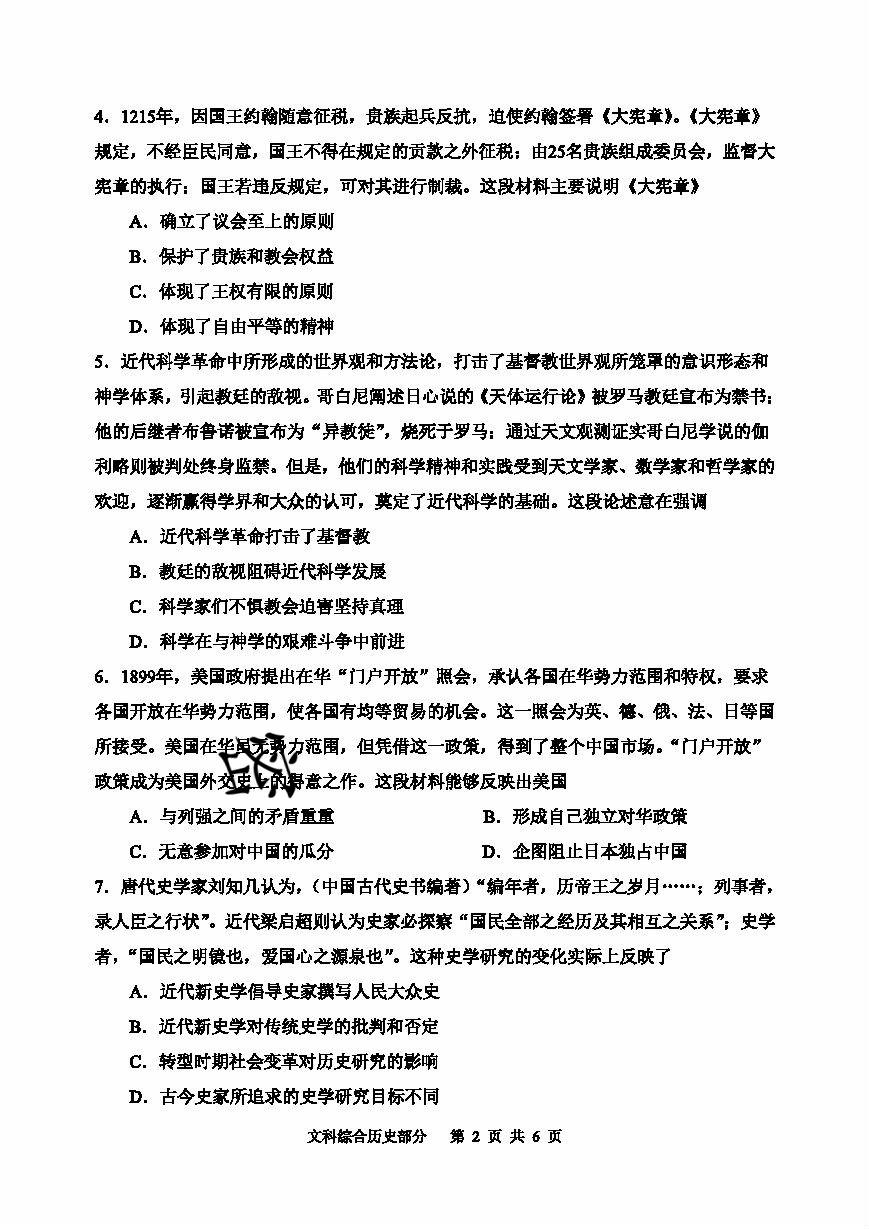 4．1215年，因国王约翰随意征税，贵族起兵反抗，迫使约翰签署《大宪章》。《大宪章》
规定，不经臣民同意，国王不得在规定的贡款之外征税；由25名贵族组成委员会，监督大
宪章的执行；国王若违反规定，可对其进行制裁。这段材料主要说明《大宪章》
A．确立了议会至上的原则
B．保护了贵族和教会权益
C．体现了王权有限的原则
D．体现了自由平等的精神
5．近代科学革命中所形成的世界观和方法论，打击了基督教世界观所笼罩的意识形态和
神学体系，引起教廷的敌视。哥白尼阐述日心说的《天体运行论》被罗马教廷宣布为禁书；
他的后继者布鲁诺被宣布为“异教徒”，烧死于罗马；通过天文观测证实哥白尼学说的伽
利略则被判处终身监禁。但是，他们的科学精神和实践受到天文学家、数学家和哲学家的
欢迎，逐渐赢得学界和大众的认可，奠定了近代科学的基础。这段论述意在强调
A．近代科学革命打击了基督教
B．教廷的敌视阻碍近代科学发展
C．科学家们不惧教会迫害坚持真理
D．科学在与神学的艰难斗争中前进
6．1899年，美国政府提出在华“门户开放”照会，承认各国在华势力范围和特权，要求
各国开放在华势力范围，使各国有均等贸易的机会。这一照会为英、德、俄、法、日等国
所接受。美国在华虽无势力范围，但凭借这一政策，得到了整个中国市场。“门户开放”
政策成为美国外交史上的得意之作。这段材料能够反映出美国
A．与列强之间的矛盾重重 B．形成自己独立对华政策
C．无意参加对中国的瓜分 D．企图阻止日本独占中国
7．唐代史学家刘知几认为，（中国古代史书编著）“编年者，历帝王之岁月……；列事者，
录人臣之行状”。近代梁启超则认为史家必探察“国民全部之经历及其相互之关系”；史学
者，“国民之明镜也，爱国心之源泉也”。这种史学研究的变化实际上反映了
A．近代新史学倡导史家撰写人民大众史
B．近代新史学对传统史学的批判和否定
C．转型时期社会变革对历史研究的影响
D．古今史家所追求的史学研究目标不同
文科综合历史部分 第 2 页 共 6 页